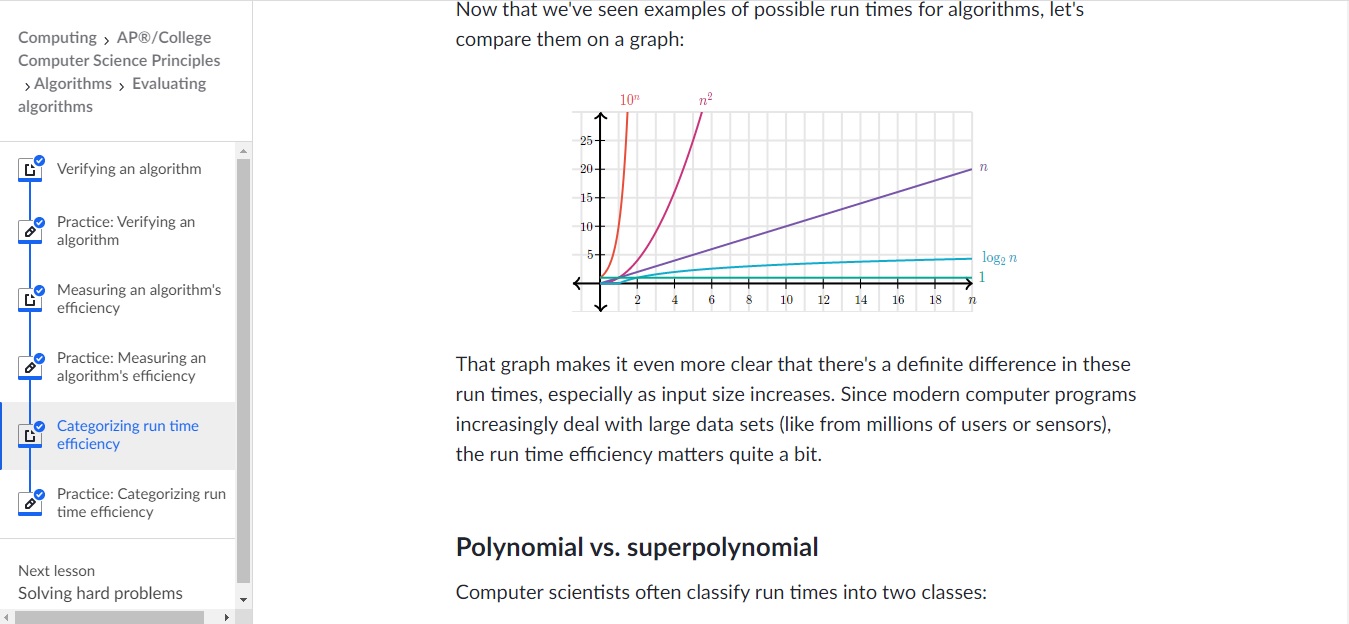 Computing › AP®/College
Computer Science Principles
› Algorithms › Evaluating
algorithms
Verifying an algorithm
Practice: Verifying an
algorithm
Measuring an algorithm's
efficiency
Practice: Measuring an
algorithm's efficiency
Categorizing run time
efficiency
Practice: Categorizing run
time efficiency
Next lesson
Solving hard problems
Now that we've seen examples of possible run times for algorithms, let's
compare them on a graph:
10ⁿ n²
25
20 n
15
10
5 log₂ n
1
2 4 6 8 10 12 14 16 18 n
That graph makes it even more clear that there's a definite difference in these
run times, especially as input size increases. Since modern computer programs
increasingly deal with large data sets (like from millions of users or sensors),
the run time efficiency matters quite a bit.
Polynomial vs. superpolynomial
Computer scientists often classify run times into two classes: